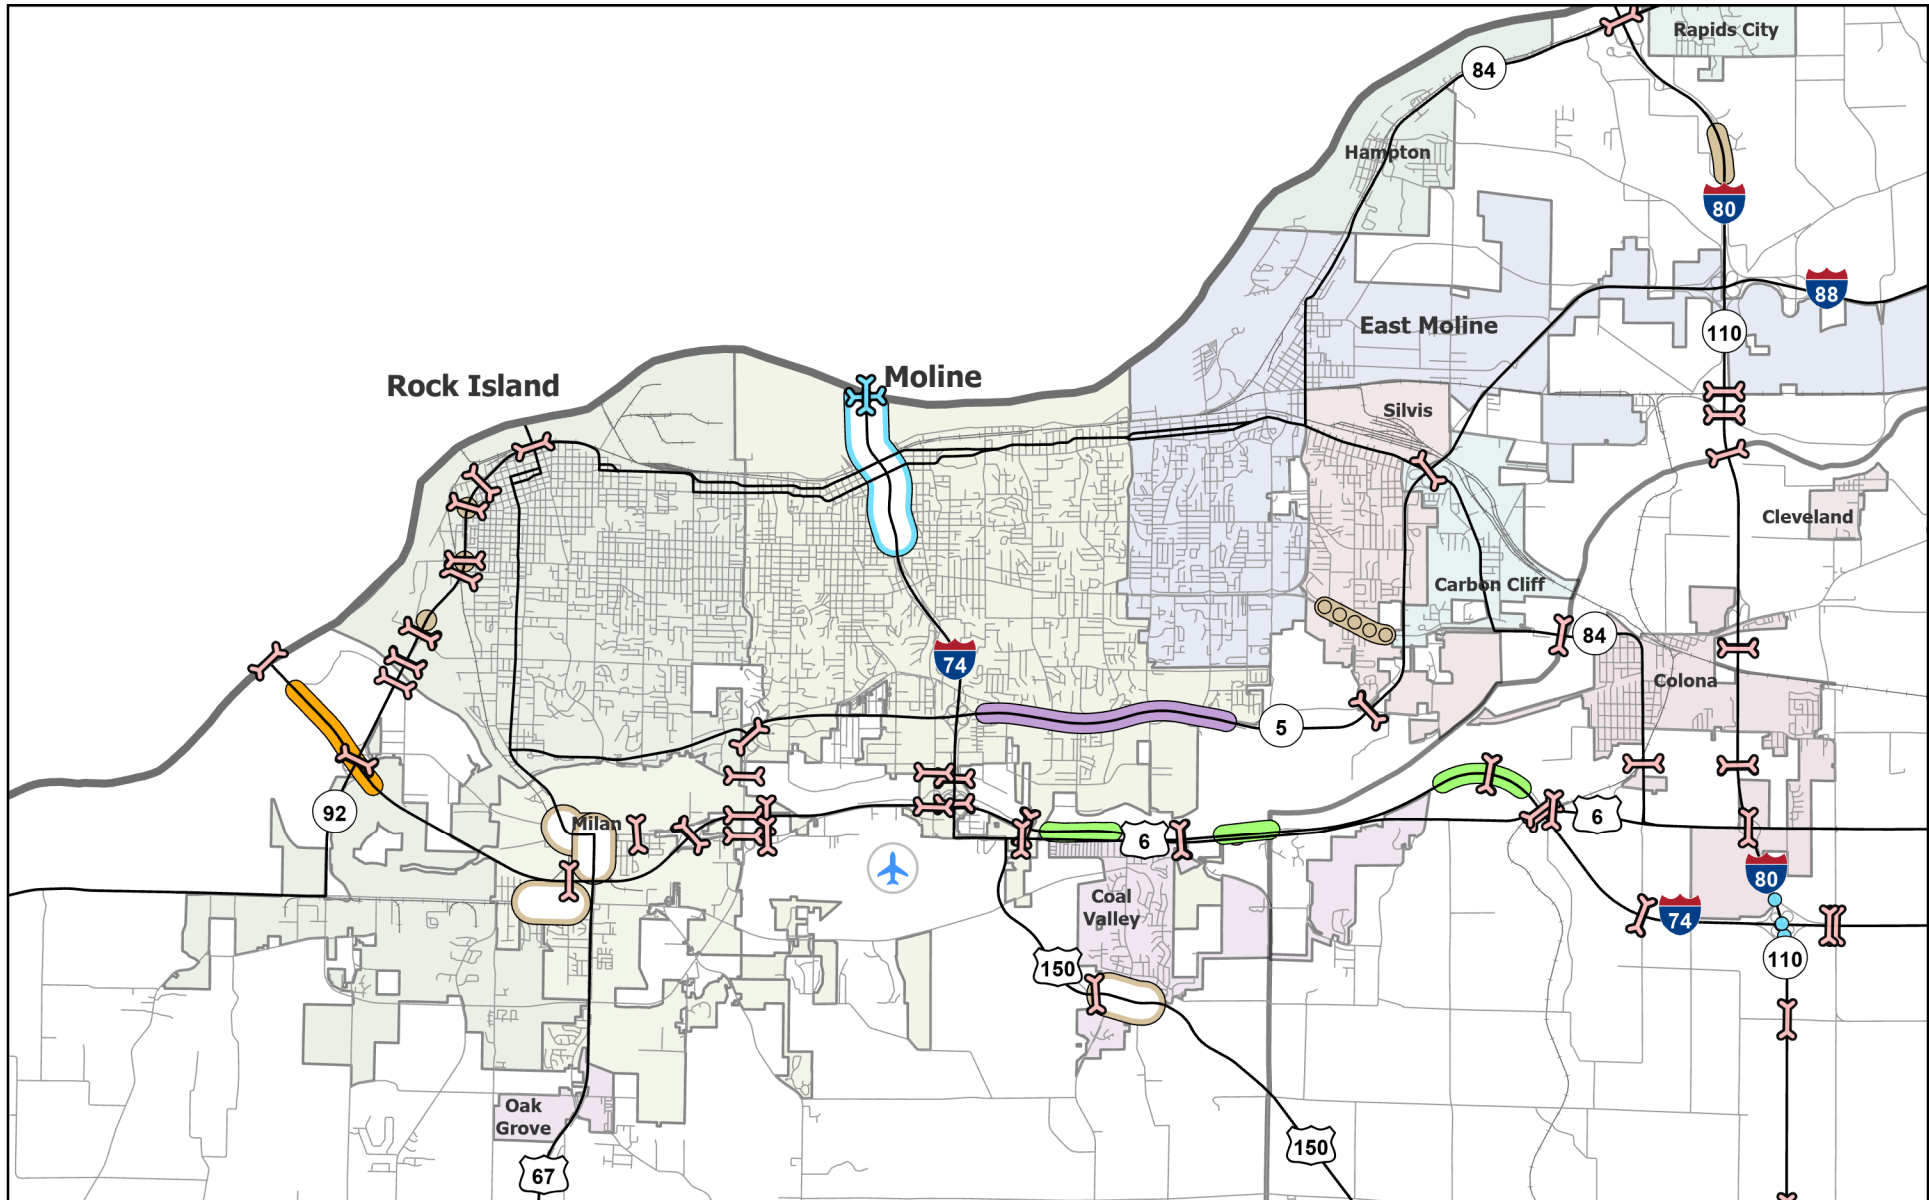 Rapids City
84
Hampton
80
88
East Moline
110
Moline
Rock Island
Silvis
Cleveland
Carbon Cliff
84
74
Colona
5
92
Milan
6
6
80
Coal
Valley
74
150
110
Oak
Grove
150
67